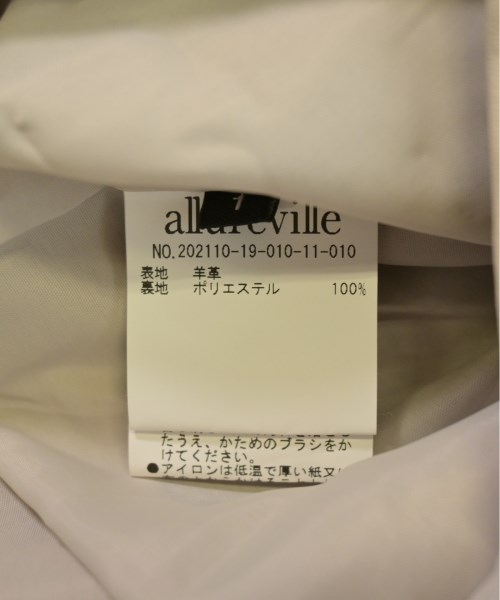 1
allureville
NO.202110-19-010-11-010
表地 羊革
裏地 ポリエステル 100%
たうえ、かためのブラシをか
けてください。
●アイロンは低温で厚い紙又